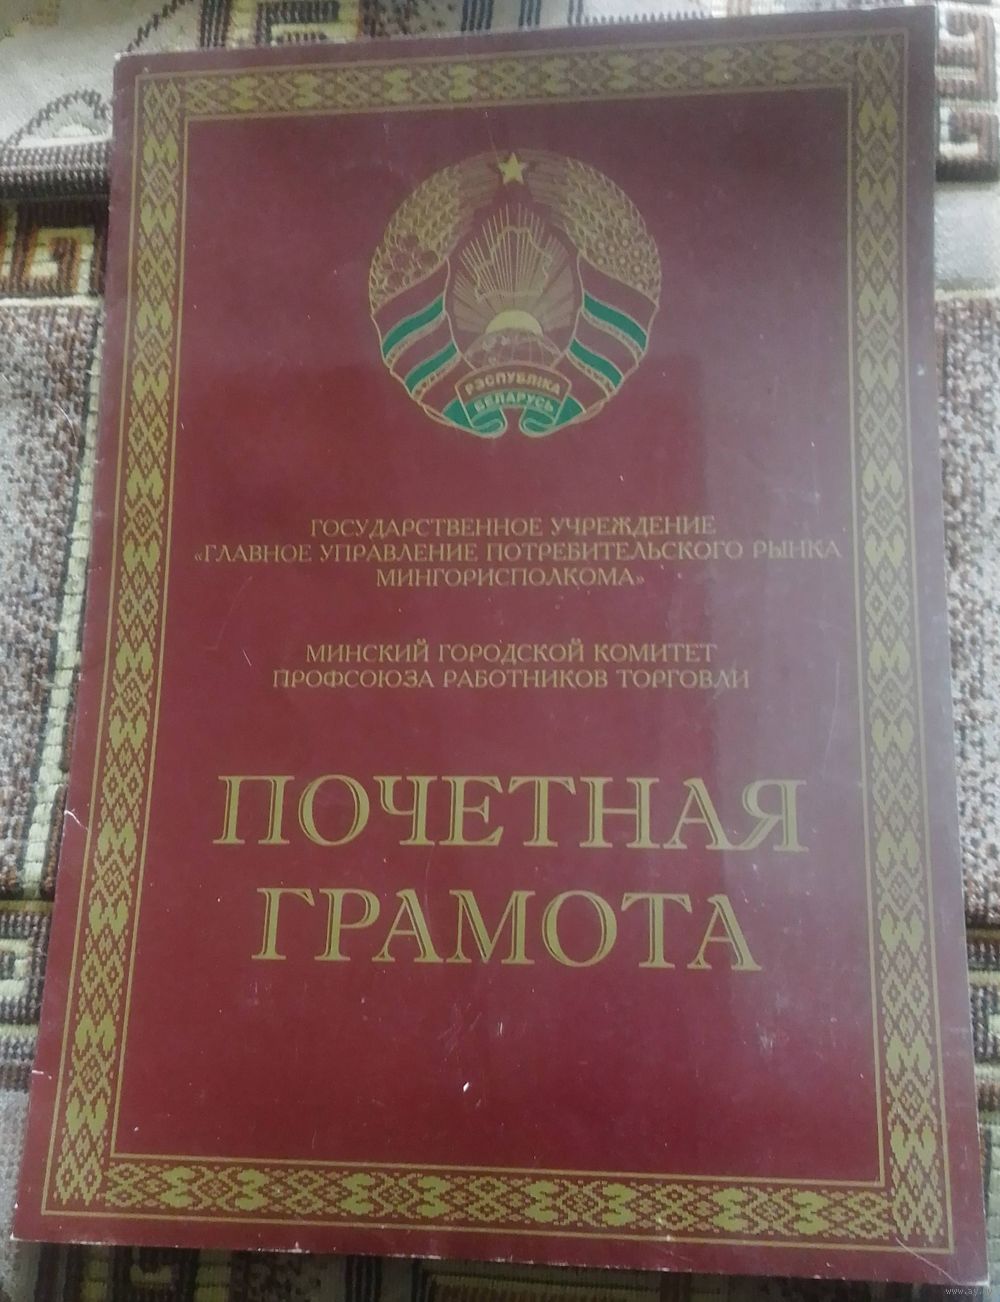 РЭСПУБЛІКА
БЕЛАРУСЬ
ГОСУДАРСТВЕННОЕ УЧРЕЖДЕНИЕ
«ГЛАВНОЕ УПРАВЛЕНИЕ ПОТРЕБИТЕЛЬСКОГО РЫНКА
МИНГОРИСПОЛКОМА»
МИНСКИЙ ГОРОДСКОЙ КОМИТЕТ
ПРОФСОЮЗА РАБОТНИКОВ ТОРГОВЛИ
ПОЧЕТНАЯ
ГРАМОТА